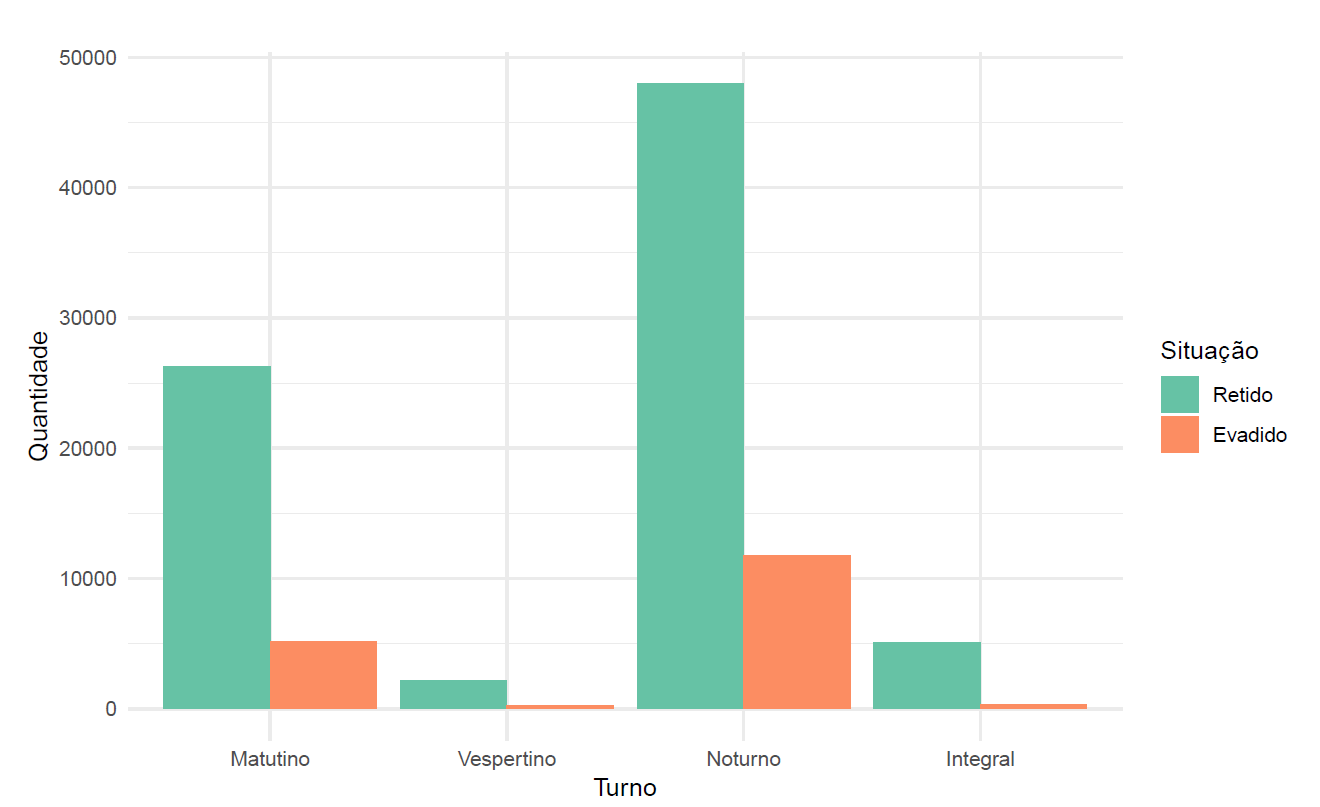 50000
40000
30000
20000
10000
0
Quantidade
Matutino
Vespertino
Noturno
Integral
Turno
Situação
Retido
Evadido